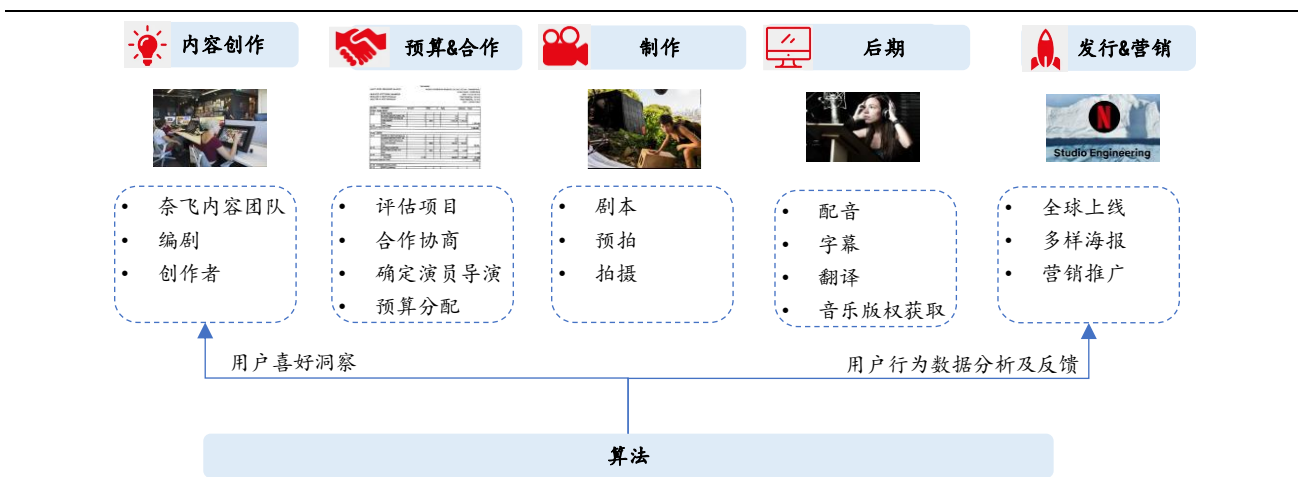 内容创作
预算&合作
制作
后期
发行&营销
N
Studio Engineering
• 奈飞内容团队
• 编剧
• 创作者
• 评估项目
• 合作协商
• 确定演员导演
• 预算分配
• 剧本
• 预拍
• 拍摄
• 配音
• 字幕
• 翻译
• 音乐版权获取
• 全球上线
• 多样海报
• 营销推广
用户喜好洞察
用户行为数据分析及反馈
算法